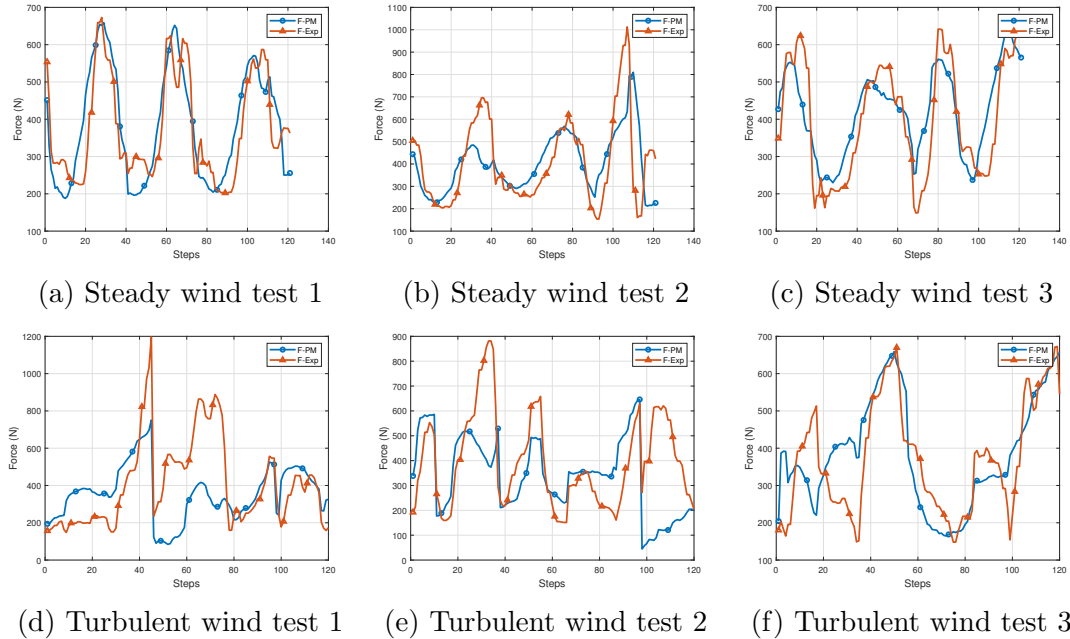 700
600
500
400
300
200
100
Force (N)
0 20 40 60 80 100 120 140
Steps
F-PM
F-Exp
(a) Steady wind test 1
1100
1000
900
800
700
600
500
400
300
200
100
Force (N)
0 20 40 60 80 100 120 140
Steps
F-PM
F-Exp
(b) Steady wind test 2
700
600
500
400
300
200
100
Force (N)
0 20 40 60 80 100 120 140
Steps
F-PM
F-Exp
(c) Steady wind test 3
1200
1000
800
600
400
200
0
Force (N)
0 20 40 60 80 100 120
Steps
F-PM
F-Exp
(d) Turbulent wind test 1
900
800
700
600
500
400
300
200
100
0
Force (N)
0 20 40 60 80 100 120
Steps
F-PM
F-Exp
(e) Turbulent wind test 2
700
600
500
400
300
200
100
Force (N)
0 20 40 60 80 100 120
Steps
F-PM
F-Exp
(f) Turbulent wind test 3